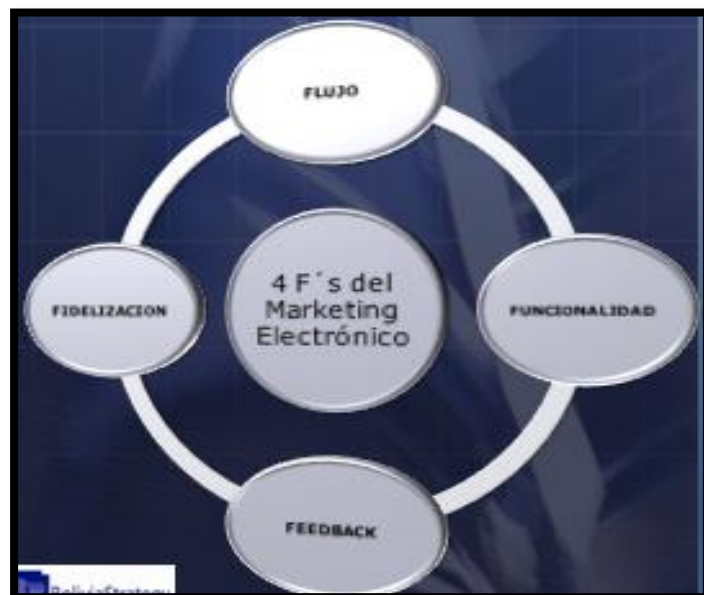 FLUJO
FIDELIZACION
4 F´s del
Marketing
Electrónico
FUNCIONALIDAD
FEEDBACK